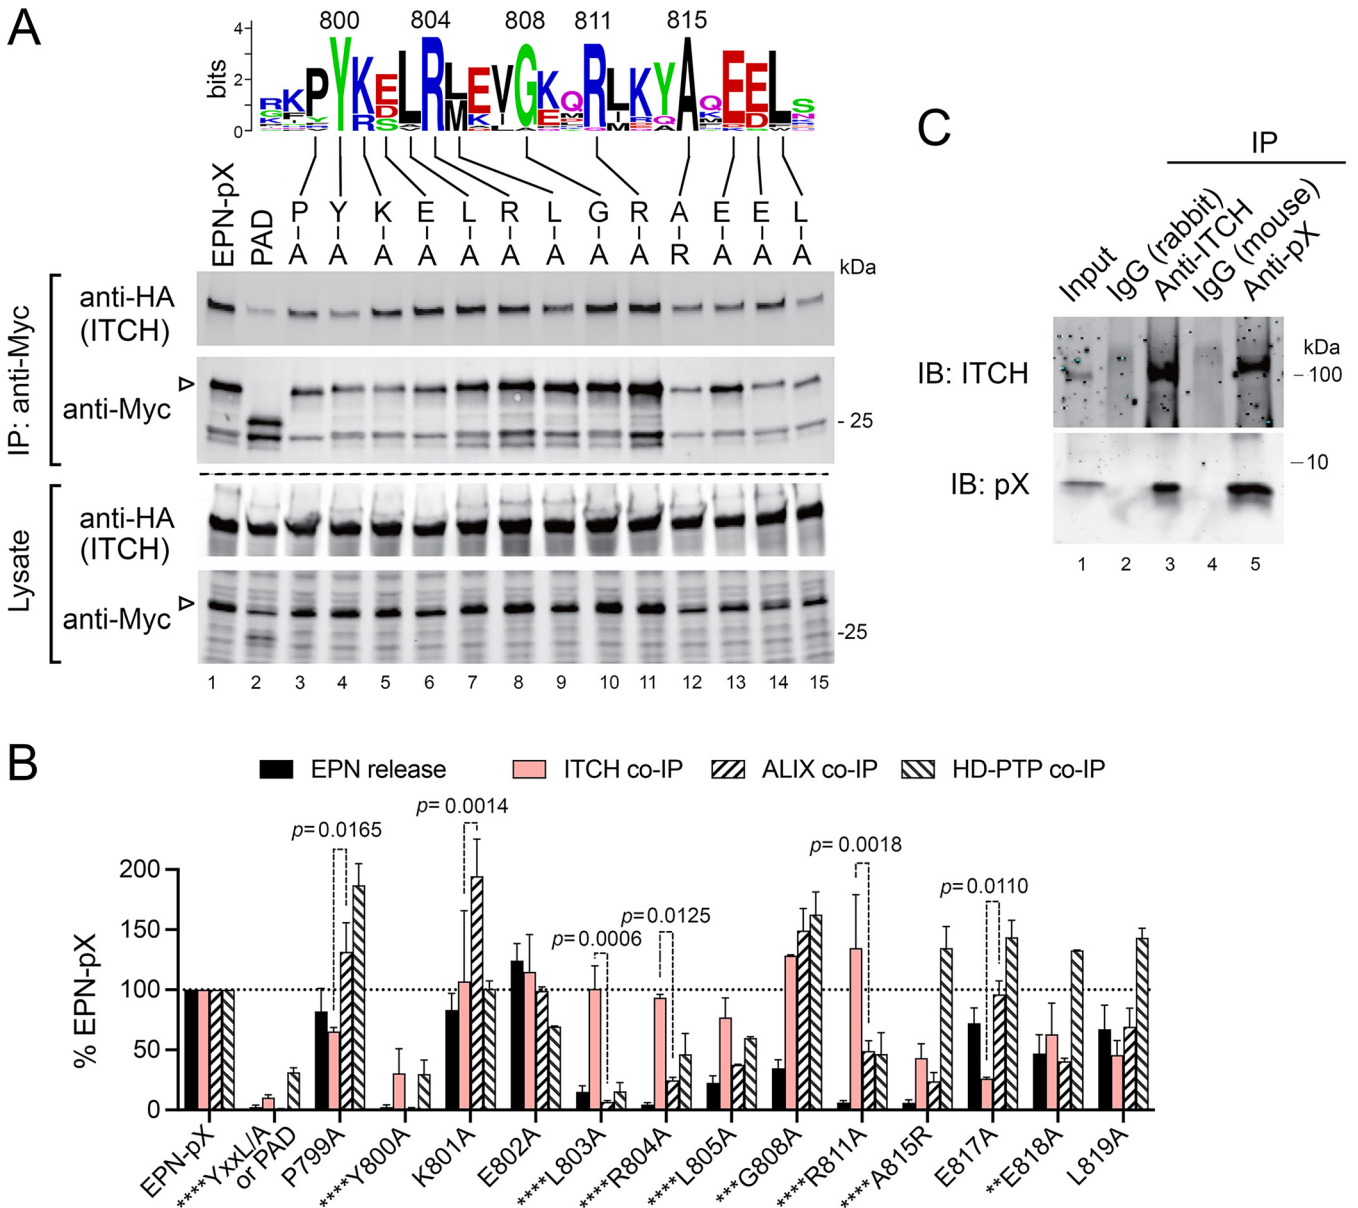 A
800 804 808 811 815
4
2
0
bits
EPN-pX PAD P Y K E L R L G R A E E L
A A A A A A A A A R A A A
kDa
IP: anti-Myc
anti-HA
(ITCH)
anti-Myc
- 25
Lysate
anti-HA
(ITCH)
anti-Myc
-25
1 2 3 4 5 6 7 8 9 10 11 12 13 14 15
C
IP
Input
IgG (rabbit)
Anti-ITCH
IgG (mouse)
Anti-pX
IB: ITCH
kDa
– 100
IB: pX
– 10
1 2 3 4 5
B
EPN release ITCH co-IP ALIX co-IP HD-PTP co-IP
p= 0.0165
p= 0.0014
p= 0.0006
p= 0.0125
p= 0.0018
p= 0.0110
% EPN-pX
200
150
100
50
0
EPN-pX
****YxxL/A
or PAD
P799A
****Y800A
K801A
E802A
****L803A
****R804A
****L805A
***G808A
****R811A
****A815R
E817A
**E818A
L819A